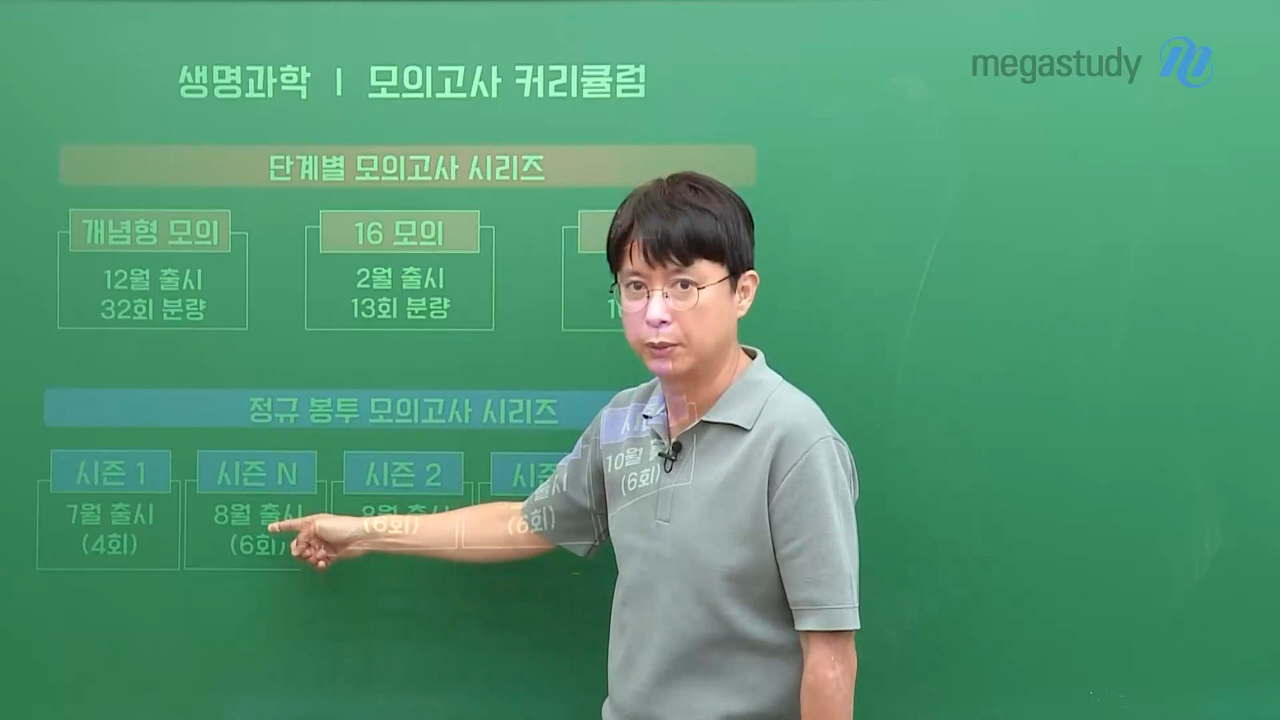 megastudy
생명과학 I 모의고사 커리큘럼
단계별 모의고사 시리즈
개념형 모의
12월 출시
32회 분량
16 모의
2월 출시
13회 분량
정규 봉투 모의고사 시리즈
시즌 1
7월 출시
(4회)
시즌 N
8월 출시
(6회)
시즌 2
8월 출시
(6회)
(6회)
10월
(6회)